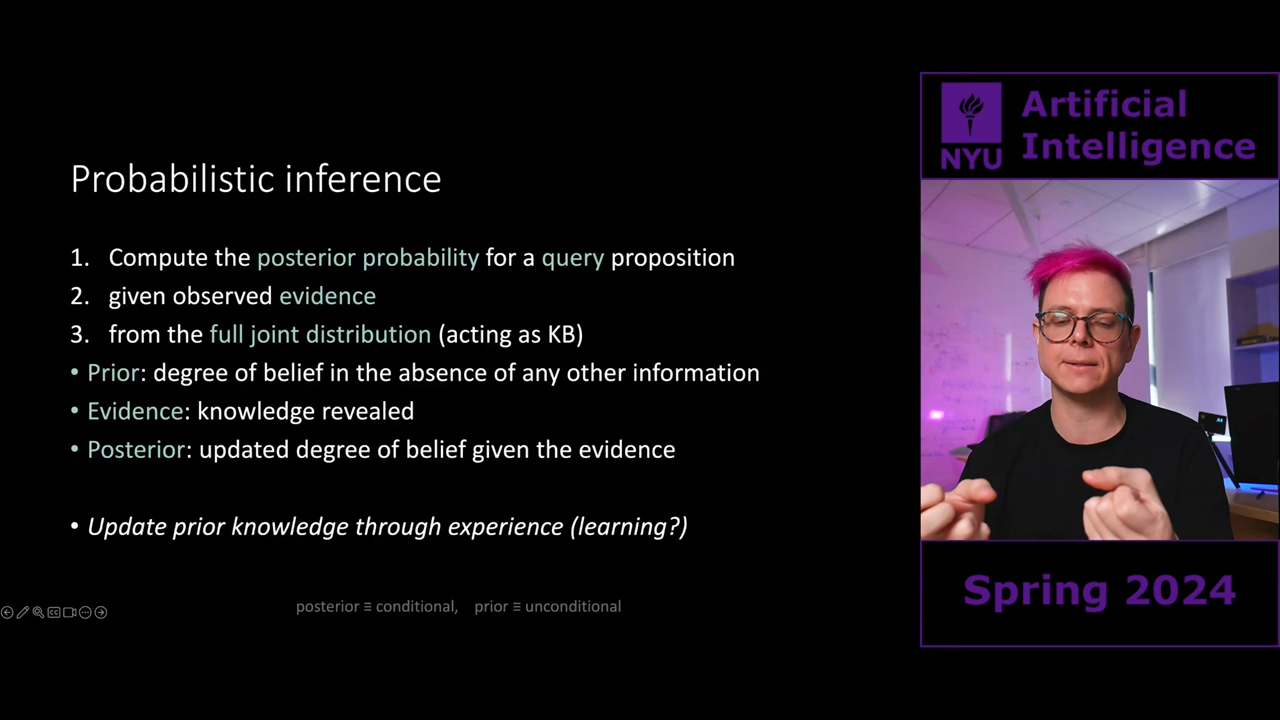 Probabilistic inference
1. Compute the posterior probability for a query proposition
2. given observed evidence
3. from the full joint distribution (acting as KB)
• Prior: degree of belief in the absence of any other information
• Evidence: knowledge revealed
• Posterior: updated degree of belief given the evidence
• Update prior knowledge through experience (learning?)
posterior ≡ conditional, prior ≡ unconditional
NYU
Artificial
Intelligence
Spring 2024